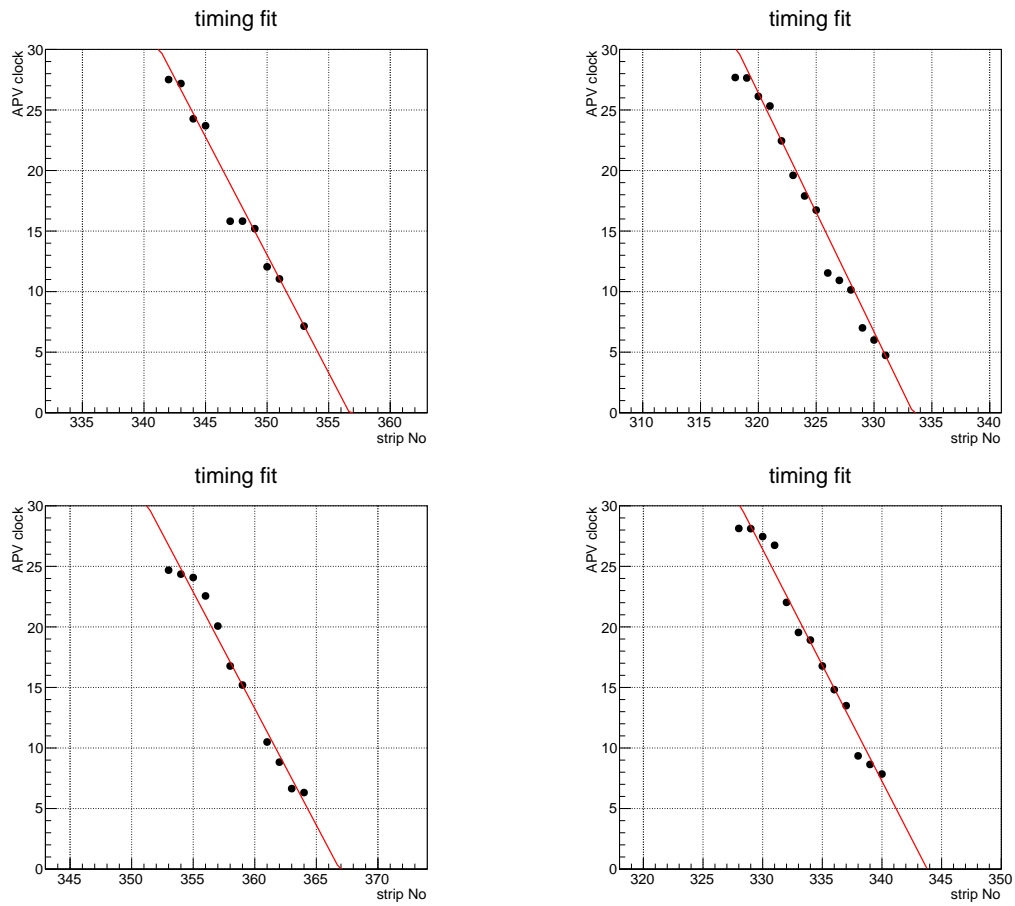 timing fit
APV clock
30
25
20
15
10
5
0
335 340 345 350 355 360
strip No
timing fit
APV clock
30
25
20
15
10
5
0
310 315 320 325 330 335 340
strip No
timing fit
APV clock
30
25
20
15
10
5
0
345 350 355 360 365 370
strip No
timing fit
APV clock
30
25
20
15
10
5
0
320 325 330 335 340 345 350
strip No